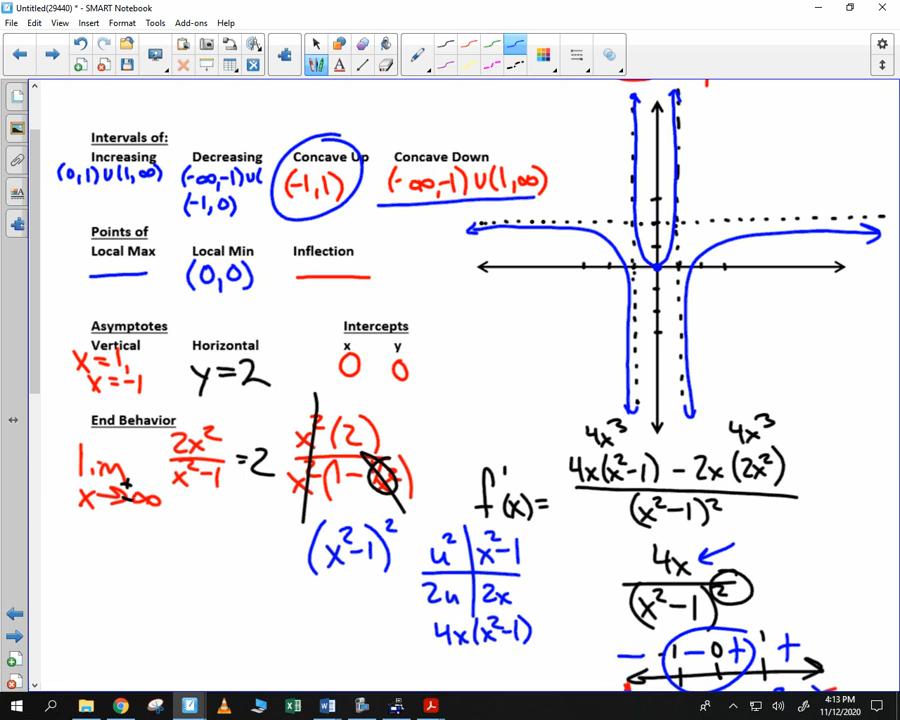 Untitled(29440) * - SMART Notebook
File Edit View Insert Format Tools Add-ons Help
Intervals of:
Increasing Decreasing Concave Up Concave Down
(0,1)∪(1,∞) (-∞,-1)∪( (-1,1) (-∞,-1)∪(1,∞)
(-1,0)
Points of
Local Max Local Min Inflection
(0,0)
Asymptotes Intercepts
Vertical Horizontal x y
x=1, y=2 0 0
x=-1
End Behavior
lim x→-∞ 2x²/x²-1 =2 x²(2)/x²(1-
(x²-1)²
u² x²-1
2u 2x
4x(x²-1)
4x³ 4x³
f'(x)= 4x(x²-1) - 2x(2x²)
(x²-1)²
4x
(x²-1)²
- -1 - 0 + 1 +
4:13 PM
11/12/2020